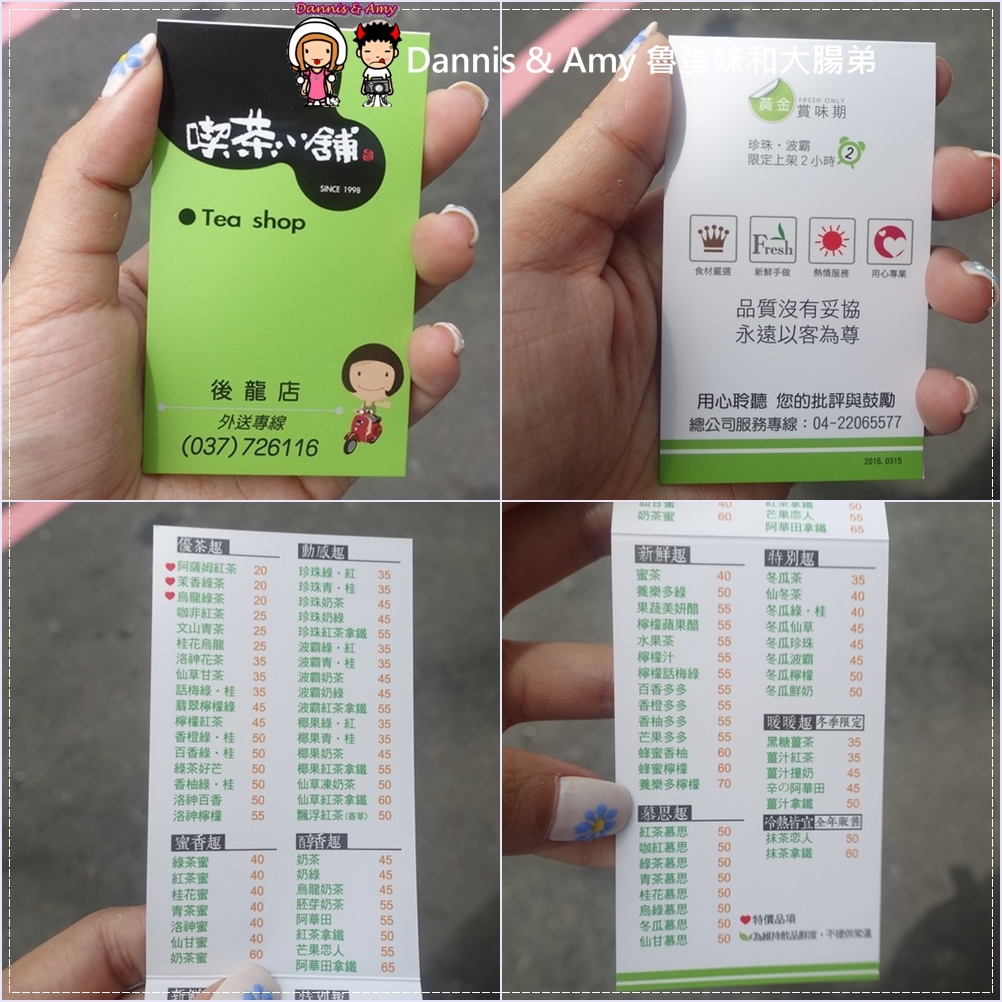 Dannis & Amy
Dannis & Amy 魯蛋妹和大腸弟
喫茶小舖
SINCE 1998
Tea shop
後龍店
外送專線
(037)726116
黃金 FRESH ONLY
賞味期
珍珠・波霸
限定上架2小時 2
Fresh
食材嚴選 新鮮手做 熱情服務 用心專業
品質沒有妥協
永遠以客為尊
用心聆聽 您的批評與鼓勵
總公司服務專線：04-22065577
2016.0315
優茶趣
阿薩姆紅茶 20
茉香綠茶 20
烏龍綠茶 20
咖非紅茶 25
文山青茶 25
桂花烏龍 25
洛神花茶 35
仙草甘茶 35
話梅綠・桂 35
翡翠檸檬綠 45
檸檬紅茶 45
香橙綠・桂 50
百香綠・桂 50
綠茶好芒 50
香柚綠・桂 50
洛神百香 50
洛神檸檬 55
動感趣
珍珠綠・紅 35
珍珠青・桂 35
珍珠奶茶 45
珍珠奶綠 45
珍珠紅茶拿鐵 55
波霸綠・紅 35
波霸青・桂 35
波霸奶茶 45
波霸奶綠 45
波霸紅茶拿鐵 55
椰果綠・紅 35
椰果青・桂 35
椰果奶茶 45
椰果紅茶拿鐵 55
仙草凍奶茶 50
仙草紅茶拿鐵 60
飄浮紅茶(香草) 50
蜜香趣
綠茶蜜 40
紅茶蜜 40
桂花蜜 40
青茶蜜 40
洛神蜜 40
仙甘蜜 40
奶茶蜜 60
醇香趣
奶茶 45
奶綠 45
烏龍奶茶 45
胚芽奶茶 55
阿華田 55
紅茶拿鐵 50
芒果戀人 55
阿華田拿鐵 65
新鮮
特別趣
仙甘蜜 40
奶茶蜜 60
紅茶拿鐵 50
芒果戀人 55
阿華田拿鐵 65
新鮮趣
蜜茶 40
養樂多綠 50
果蔬美妍醋 55
檸檬蘋果醋 55
水果茶 55
檸檬汁 55
檸檬話梅綠 55
百香多多 55
香橙多多 55
香柚多多 55
芒果多多 55
蜂蜜香柚 60
蜂蜜檸檬 60
養樂多檸檬 70
特別趣
冬瓜茶 35
仙冬茶 40
冬瓜綠・桂 40
冬瓜仙草 45
冬瓜珍珠 45
冬瓜波霸 45
冬瓜檸檬 50
冬瓜鮮奶 50
暖暖趣 冬季限定
黑糖薑茶 35
薑汁紅茶 35
薑汁撞奶 45
辛の阿華田 45
薑汁拿鐵 50
冷熱皆宜 全年販售
抹茶戀人 50
抹茶拿鐵 60
慕思趣
紅茶慕思 50
咖紅慕思 50
綠茶慕思 50
青茶慕思 50
桂花慕思 50
烏綠慕思 50
冬瓜慕思 50
仙甘慕思 50
特價品項
為維持飲品鮮度，不提供常溫